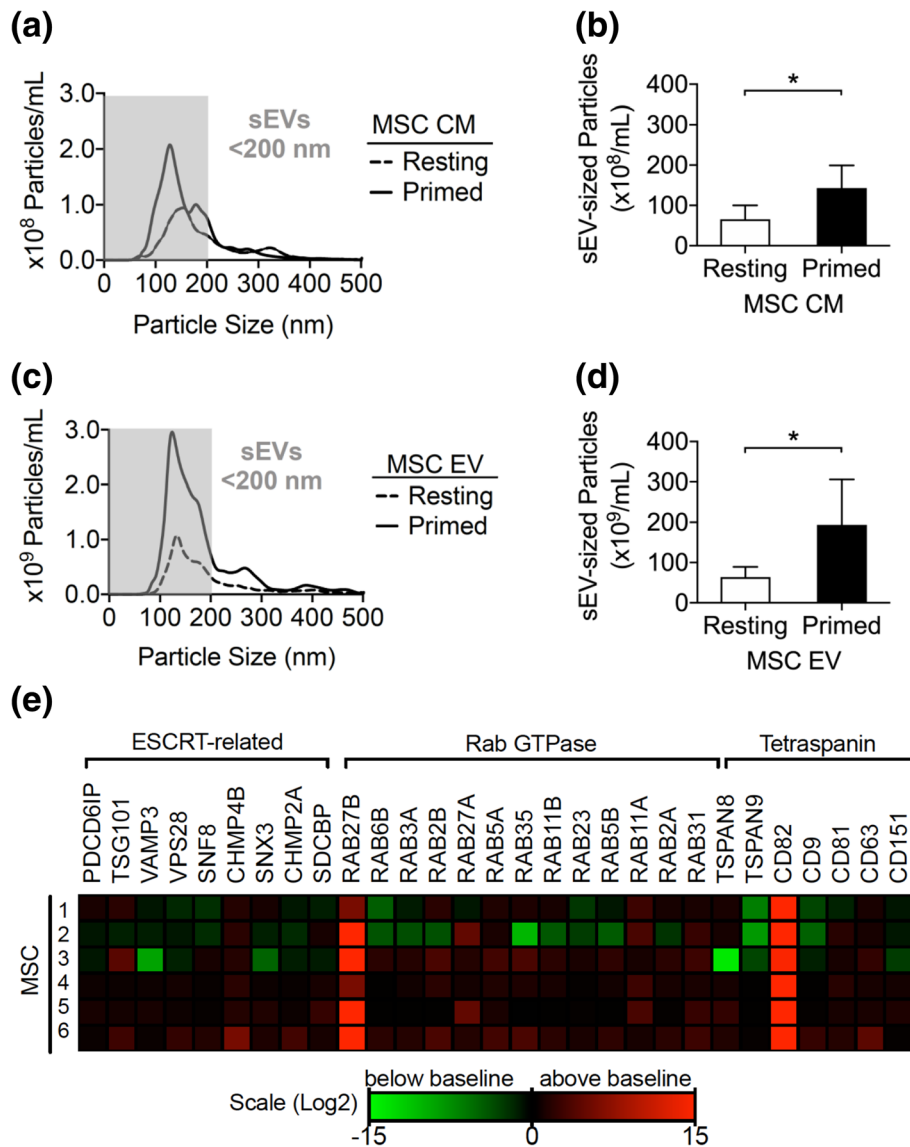 (a)
x10⁸ Particles/mL
3.0
2.0
1.0
0.0
0 100 200 300 400 500
Particle Size (nm)
sEVs
<200 nm
MSC CM
Resting
Primed
(b)
sEV-sized Particles
(x10⁸/mL)
400
300
200
100
0
*
Resting Primed
MSC CM
(c)
x10⁹ Particles/mL
3.0
2.0
1.0
0.0
0 100 200 300 400 500
Particle Size (nm)
sEVs
<200 nm
MSC EV
Resting
Primed
(d)
sEV-sized Particles
(x10⁹/mL)
400
300
200
100
0
*
Resting Primed
MSC EV
(e)
ESCRT-related Rab GTPase Tetraspanin
PDCD6IP
TSG101
VAMP3
VPS28
SNF8
CHMP4B
SNX3
CHMP2A
SDCBP
RAB27B
RAB6B
RAB3A
RAB2B
RAB27A
RAB5A
RAB35
RAB11B
RAB23
RAB5B
RAB11A
RAB2A
RAB31
TSPAN8
TSPAN9
CD82
CD9
CD81
CD63
CD151
MSC
1
2
3
4
5
6
below baseline above baseline
Scale (Log2)
-15 0 15